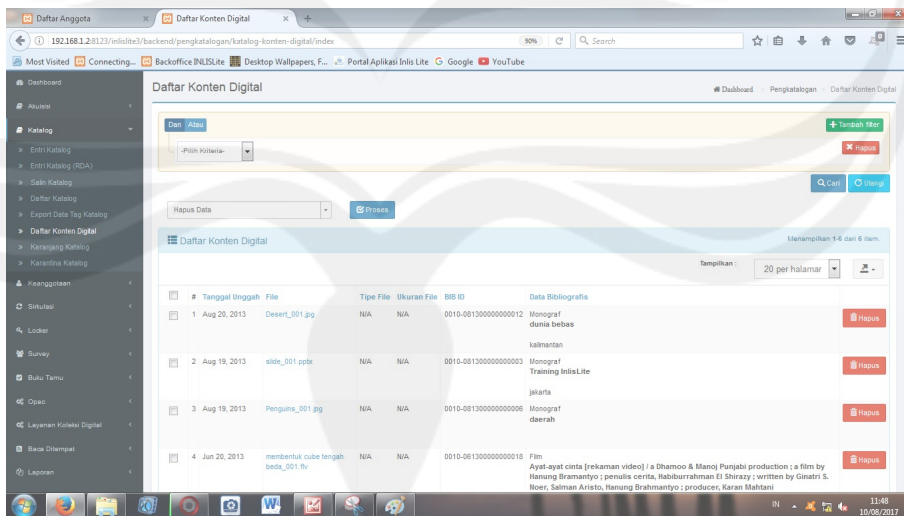 Daftar Anggota
Daftar Konten Digital
192.168.1.2:8123/inlislite3/backend/pengkatalogan/katalog-konten-digital/index
90%
Search
Most Visited Connecting... Backoffice INLISLite Desktop Wallpapers, F... Portal Aplikasi Inlis Lite Google YouTube
Dashboard
Akuisisi
Katalog
Entri Katalog
Entri Katalog (RDA)
Salin Katalog
Daftar Katalog
Export Data Tag Katalog
Daftar Konten Digital
Keranjang Katalog
Karantina Katalog
Keanggotaan
Sirkulasi
Locker
Survey
Buku Tamu
Opac
Layanan Koleksi Digital
Baca Ditempat
Laporan
Daftar Konten Digital
Dashboard Pengkatalogan Daftar Konten Digital
Dan Atau
+ Tambah filter
-Pilih Kriteria-
Hapus
Cari Ulangi
Hapus Data
Proses
Daftar Konten Digital
Menampilkan 1-6 dari 6 item.
Tampilkan :
20 per halaman
# Tanggal Unggah File Tipe File Ukuran File BIB ID Data Bibliografis
1 Aug 20, 2013 Desert_001.jpg N/A N/A 0010-081300000000012 Monograf
dunia bebas
kalimantan
Hapus
2 Aug 19, 2013 slide_001.pptx N/A N/A 0010-081300000000003 Monograf
Training InlisLite
jakarta
Hapus
3 Aug 19, 2013 Penguins_001.jpg N/A N/A 0010-081300000000006 Monograf
daerah
Hapus
4 Jun 20, 2013 membentuk cube tengah N/A N/A 0010-061300000000018 Film
beda_001.flv
Ayat-ayat cinta [rekaman video] / a Dhamoo & Manoj Punjabi production ; a film by
Hanung Bramantyo ; penulis cerita, Habiburrahman El Shirazy ; written by Ginatri S.
Noer, Salman Aristo, Hanung Brahmantyo ; producer, Karan Mahtani
Hapus
IN
11:48
10/08/2017